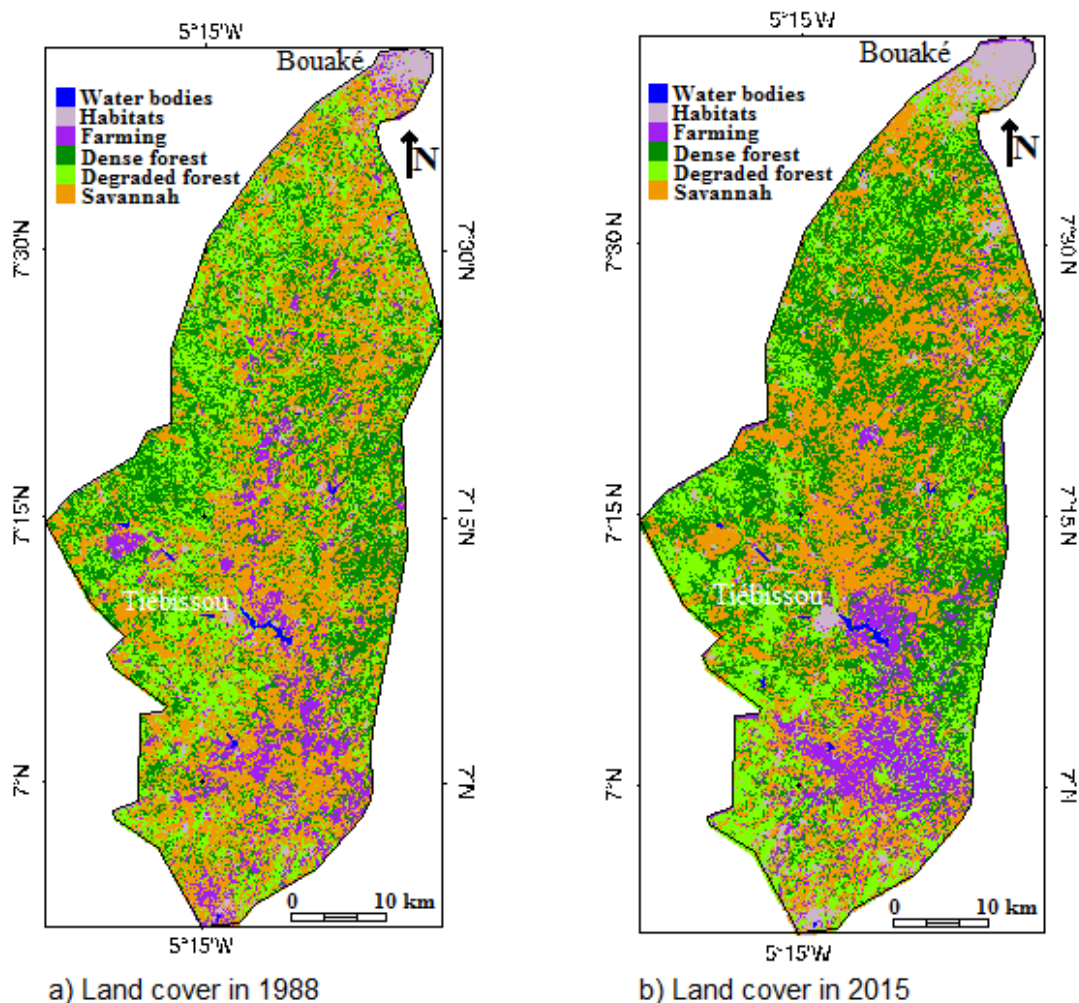 5°15'W
Bouaké
Water bodies
Habitats
Farming
Dense forest
Degraded forest
Savannah
N
7°30'N
7°30'N
7°15'N
7°15'N
Tiébissou
7°N
7°N
0 10 km
5°15'W
a) Land cover in 1988
5°15'W
Bouaké
Water bodies
Habitats
Farming
Dense forest
Degraded forest
Savannah
N
7°30'N
7°30'N
7°15'N
7°15'N
Tiébissou
7°N
7°N
0 10 km
5°15'W
b) Land cover in 2015